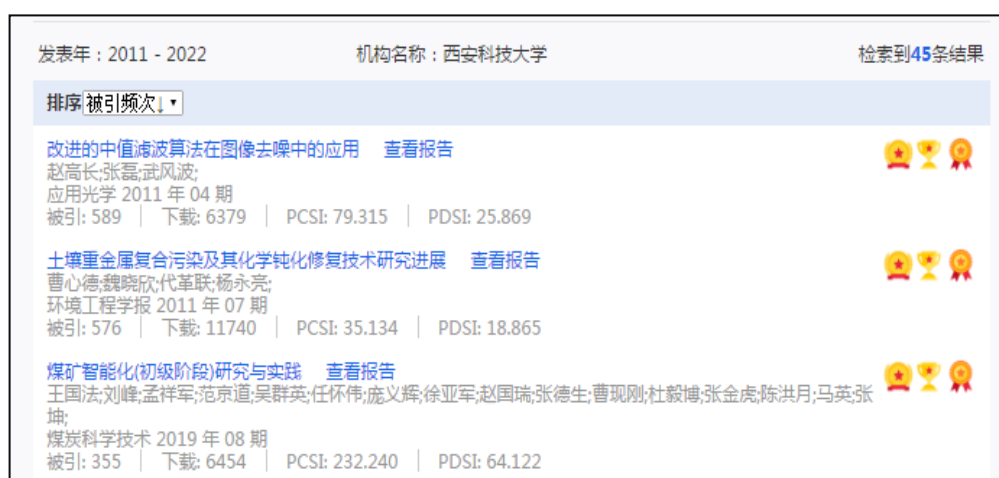 发表年：2011 - 2022 机构名称：西安科技大学 检索到45条结果
排序 被引频次↓
改进的中值滤波算法在图像去噪中的应用 查看报告
赵高长;张磊;武风波;
应用光学 2011 年 04 期
被引: 589 │ 下载: 6379 │ PCSI: 79.315 │ PDSI: 25.869
土壤重金属复合污染及其化学钝化修复技术研究进展 查看报告
曹心德;魏晓欣;代革联;杨永亮;
环境工程学报 2011 年 07 期
被引: 576 │ 下载: 11740 │ PCSI: 35.134 │ PDSI: 18.865
煤矿智能化(初级阶段)研究与实践 查看报告
王国法;刘峰;孟祥军;范京道;吴群英;任怀伟;庞义辉;徐亚军;赵国瑞;张德生;曹现刚;杜毅博;张金虎;陈洪月;马英;张
坤;
煤炭科学技术 2019 年 08 期
被引: 355 │ 下载: 6454 │ PCSI: 232.240 │ PDSI: 64.122